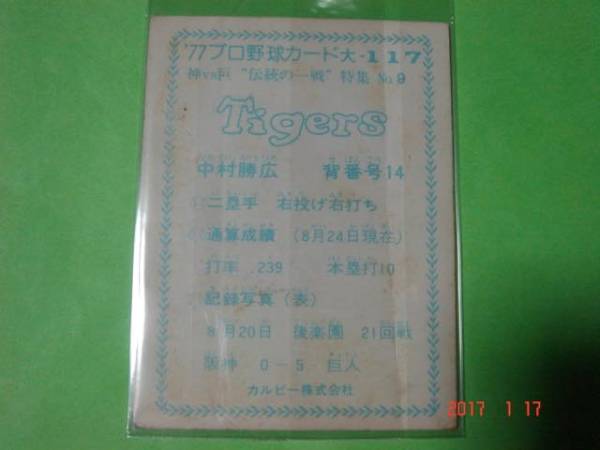 '77プロ野球カード大-117
神vs巨 "伝統の一戦" 特集 No.9
Tigers
中村勝広 背番号14
二塁手 右投げ右打ち
通算成績 (8月24日現在)
打率 .239 本塁打10
記録写真 (表)
8月20日 後楽園 21回戦
阪神 0-5 巨人
カルビー株式会社
2017 1 17